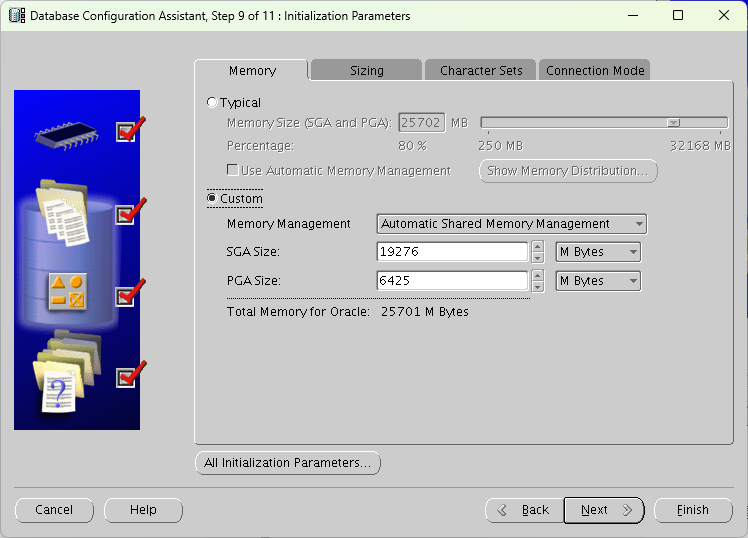 Database Configuration Assistant, Step 9 of 11 : Initialization Parameters
Memory Sizing Character Sets Connection Mode
Typical
Memory Size (SGA and PGA): 25702 MB
Percentage: 80 % 250 MB 32168 MB
Use Automatic Memory Management Show Memory Distribution...
Custom
Memory Management Automatic Shared Memory Management
SGA Size: 19276 M Bytes
PGA Size: 6425 M Bytes
Total Memory for Oracle: 25701 M Bytes
?
All Initialization Parameters...
Cancel Help Back Next Finish